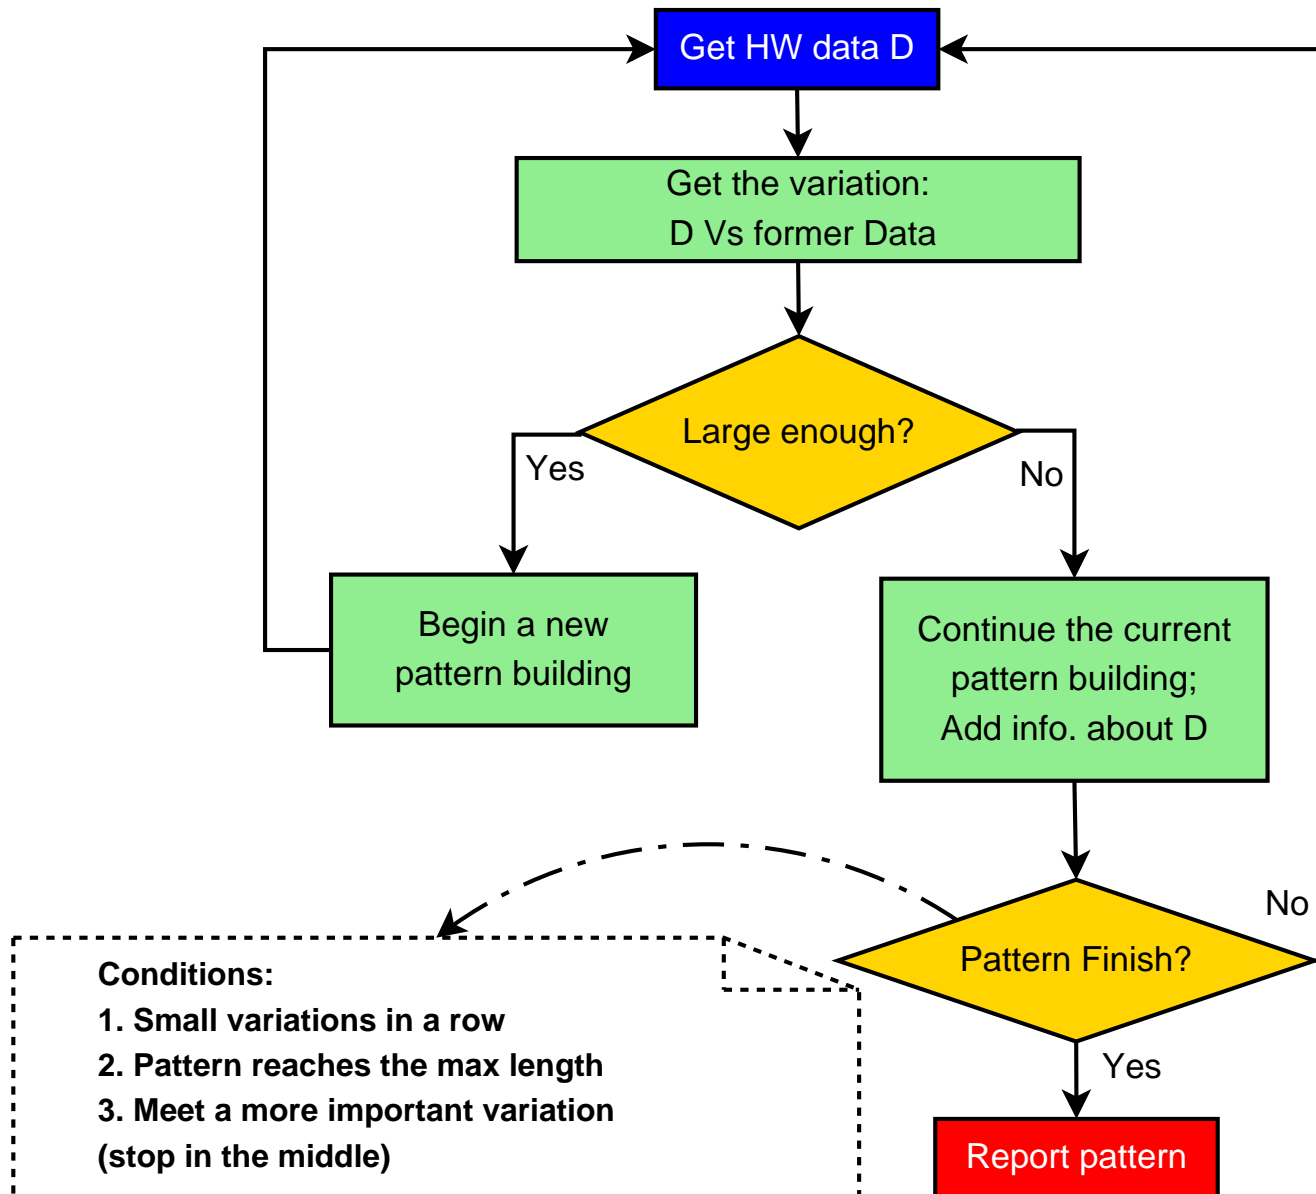 Get HW data D
Get the variation:
D Vs former Data
Large enough?
Yes
No
Begin a new
pattern building
Continue the current
pattern building;
Add info. about D
No
Pattern Finish?
Conditions:
1. Small variations in a row
2. Pattern reaches the max length
3. Meet a more important variation
(stop in the middle)
Yes
Report pattern